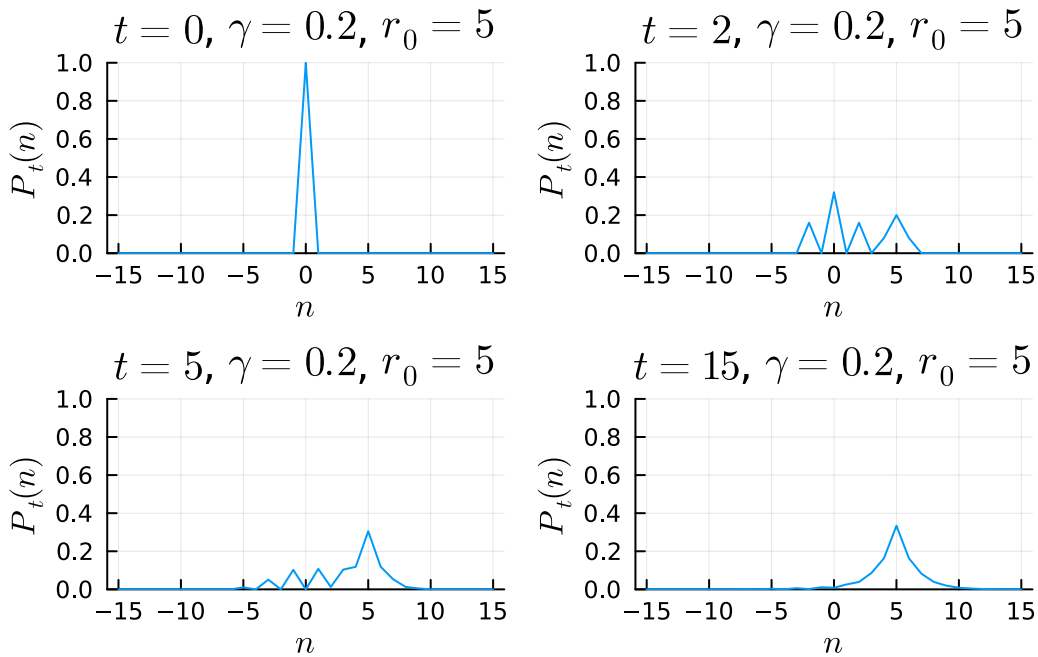 t = 0, γ = 0.2, r₀ = 5
1.0
0.8
0.6
0.4
0.2
0.0
Pₜ(n)
−15 −10 −5 0 5 10 15
n
t = 2, γ = 0.2, r₀ = 5
1.0
0.8
0.6
0.4
0.2
0.0
Pₜ(n)
−15 −10 −5 0 5 10 15
n
t = 5, γ = 0.2, r₀ = 5
1.0
0.8
0.6
0.4
0.2
0.0
Pₜ(n)
−15 −10 −5 0 5 10 15
n
t = 15, γ = 0.2, r₀ = 5
1.0
0.8
0.6
0.4
0.2
0.0
Pₜ(n)
−15 −10 −5 0 5 10 15
n